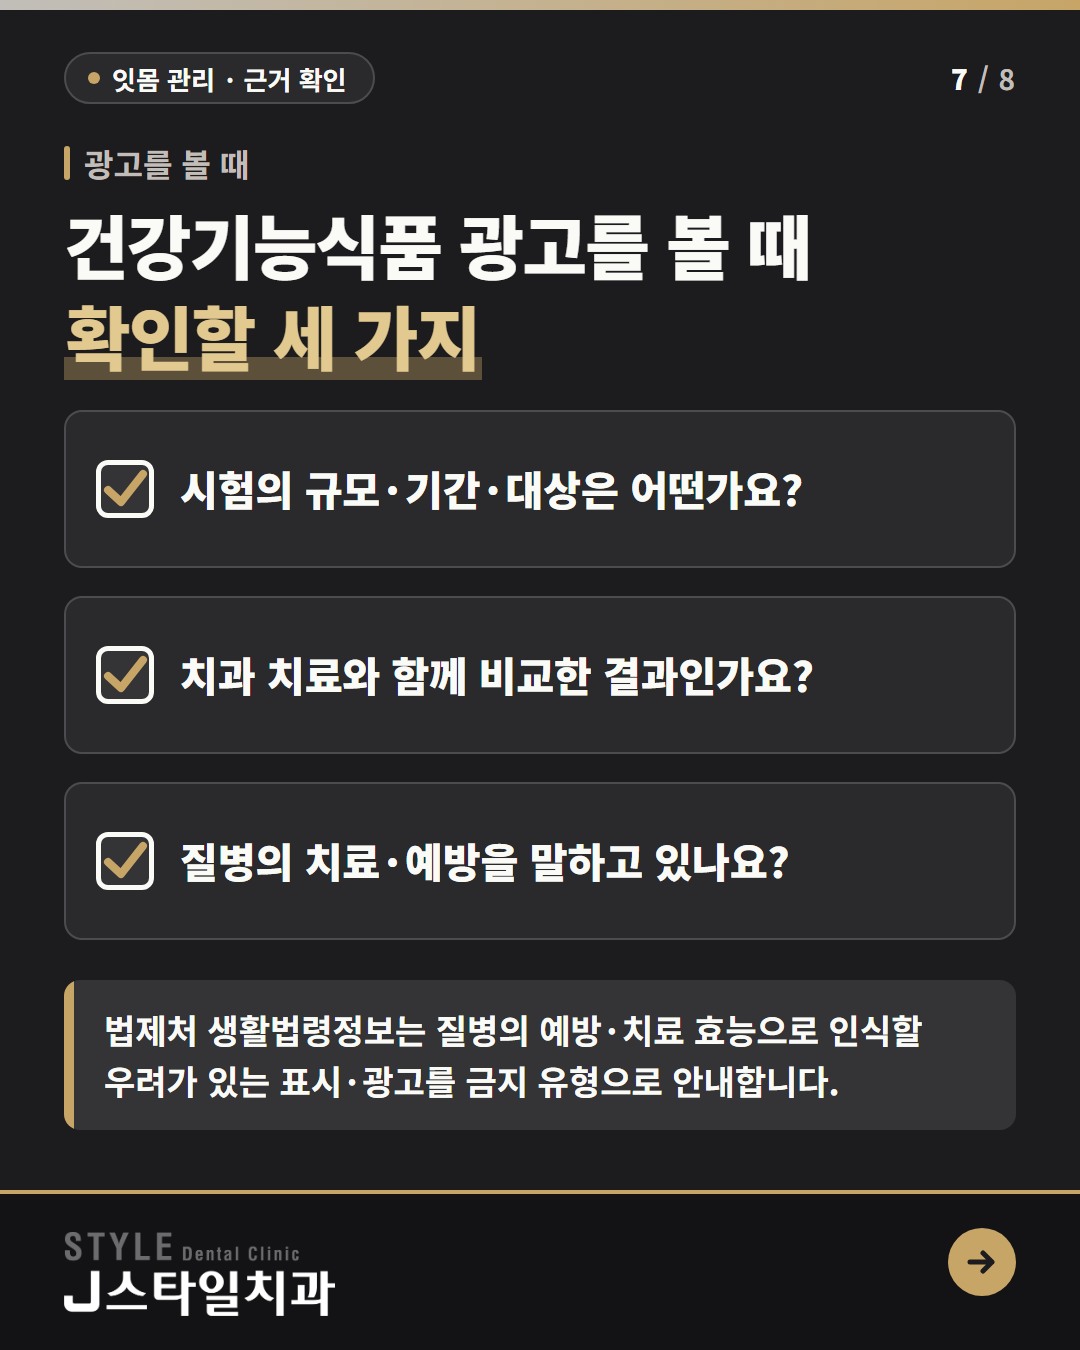 잇몸 관리 · 근거 확인
7 / 8
광고를 볼 때
건강기능식품 광고를 볼 때
확인할 세 가지
시험의 규모·기간·대상은 어떤가요?
치과 치료와 함께 비교한 결과인가요?
질병의 치료·예방을 말하고 있나요?
법제처 생활법령정보는 질병의 예방·치료 효능으로 인식할
우려가 있는 표시·광고를 금지 유형으로 안내합니다.
STYLE Dental Clinic
J스타일치과